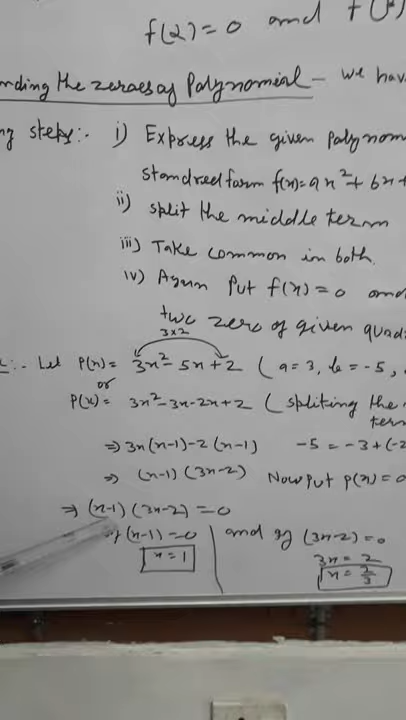 f(2) = 0 and f(
nding the zeroes of Polynomial - we hav
ng steps:- i) Express the given polynom
standred form f(x) = ax² + bx +
ii) split the middle term
iii) Take common in both.
iv) Again Put f(x) = 0 and
two zero of given quad
3x2
:- Let P(x) = 3x² - 5x + 2 ( a = 3, b = -5,
or
P(x) = 3x² - 3x - 2x + 2 ( spliting the
term
⇒ 3x(x-1) - 2(x-1) -5 = -3 + (-2
⇒ (x-1) (3x-2) Now put p(x) = 0
⇒ (x-1) (3x-2) = 0
(x-1) = 0 and if (3x-2) = 0
x = 1 3x = 2
x = 2/3